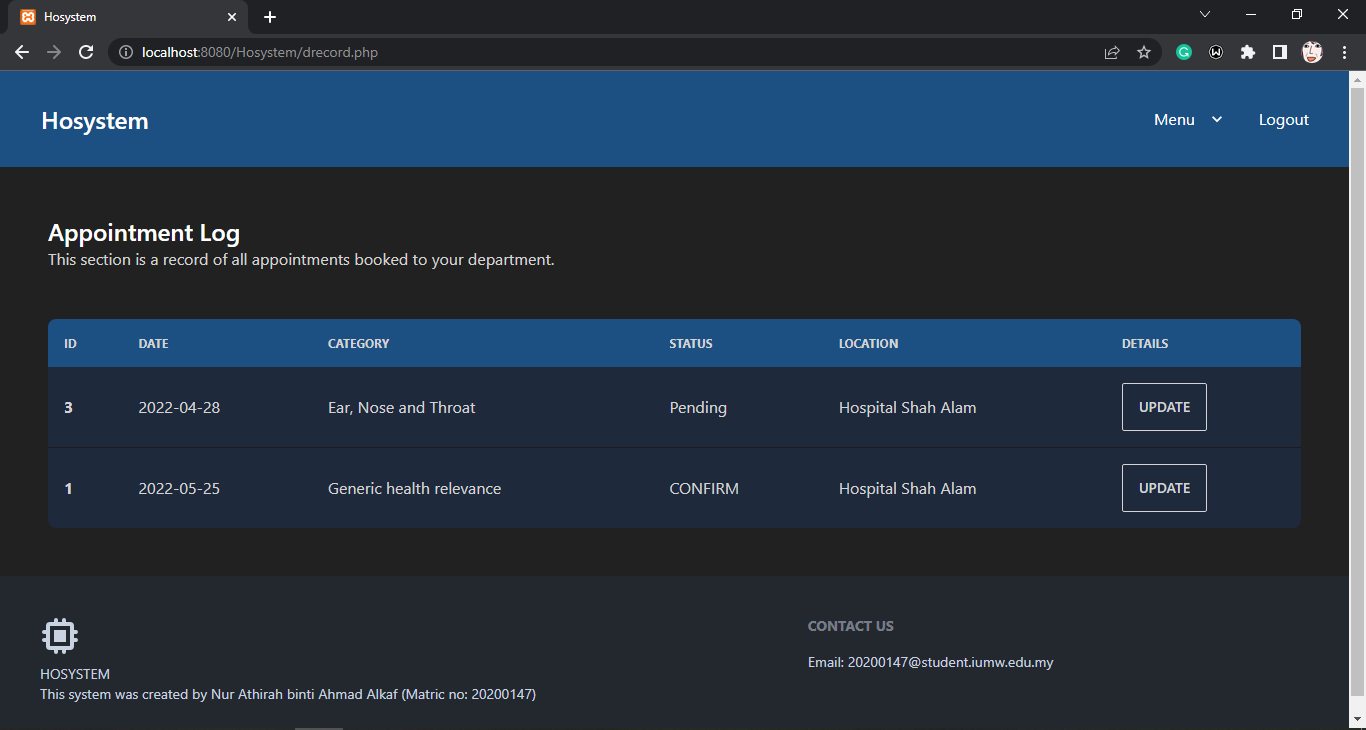 Hosystem
localhost:8080/Hosystem/drecord.php
Hosystem Menu Logout
Appointment Log
This section is a record of all appointments booked to your department.
ID DATE CATEGORY STATUS LOCATION DETAILS
3 2022-04-28 Ear, Nose and Throat Pending Hospital Shah Alam UPDATE
1 2022-05-25 Generic health relevance CONFIRM Hospital Shah Alam UPDATE
HOSYSTEM
This system was created by Nur Athirah binti Ahmad Alkaf (Matric no: 20200147)
CONTACT US
Email: 20200147@student.iumw.edu.my